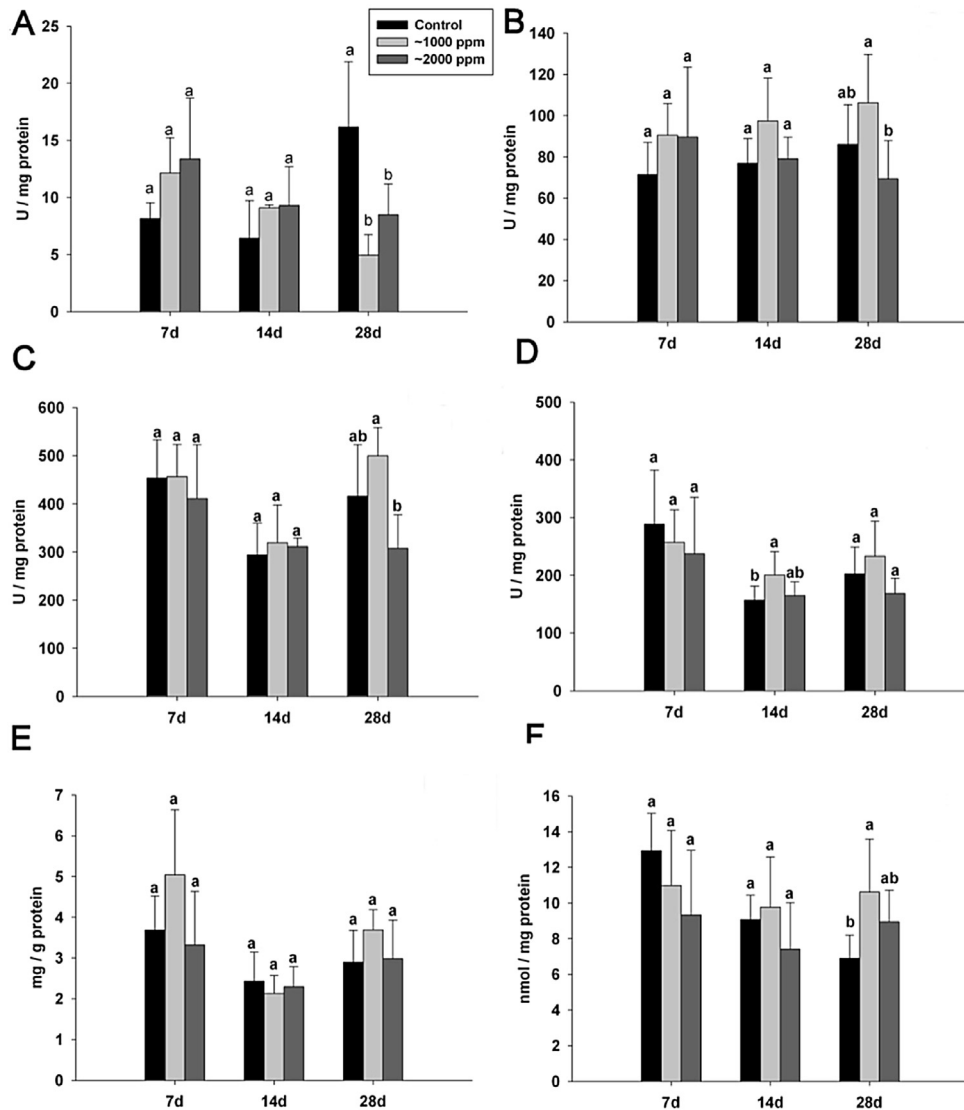 A
Control
~1000 ppm
~2000 ppm
25
20
15
10
5
0
U / mg protein
a a a
a a a
a b b
7d 14d 28d
B
140
120
100
80
60
40
20
0
U / mg protein
a a a
a a a
ab a b
7d 14d 28d
C
600
500
400
300
200
100
0
U / mg protein
a a a
a a a
ab a b
7d 14d 28d
D
500
400
300
200
100
0
U / mg protein
a a a
b a ab
a a a
7d 14d 28d
E
7
6
5
4
3
2
1
0
mg / g protein
a a a
a a a
a a a
7d 14d 28d
F
16
14
12
10
8
6
4
2
0
nmol / mg protein
a a a
a a a
b a ab
7d 14d 28d